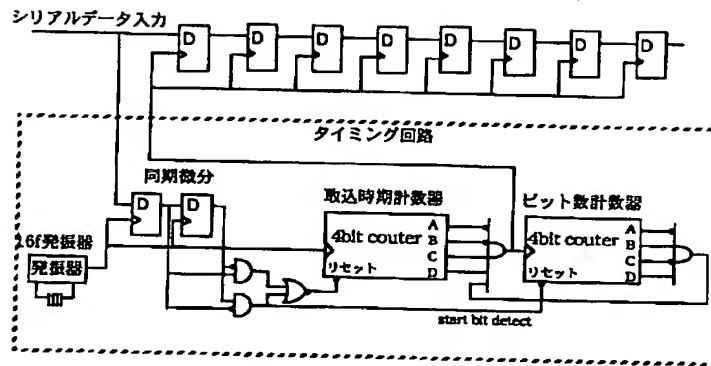 シリアルデータ入力
D D D D D D D D
タイミング回路
同期微分
取込時期計数器
ビット数計数器
D D
16f発振器
発振器
4bit couter
リセット
A
B
C
D
4bit couter
リセット
A
B
C
D
start bit detect